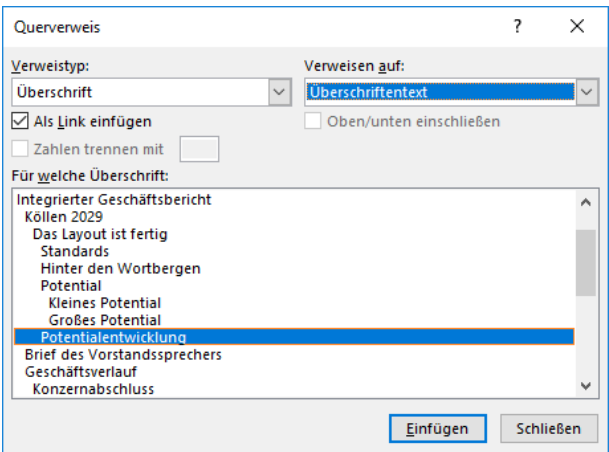 Querverweis ? ×
Verweistyp: Verweisen auf:
Überschrift Überschriftentext
Als Link einfügen Oben/unten einschließen
Zahlen trennen mit
Für welche Überschrift:
Integrierter Geschäftsbericht
Köllen 2029
Das Layout ist fertig
Standards
Hinter den Wortbergen
Potential
Kleines Potential
Großes Potential
Potentialentwicklung
Brief des Vorstandssprechers
Geschäftsverlauf
Konzernabschluss
Einfügen Schließen